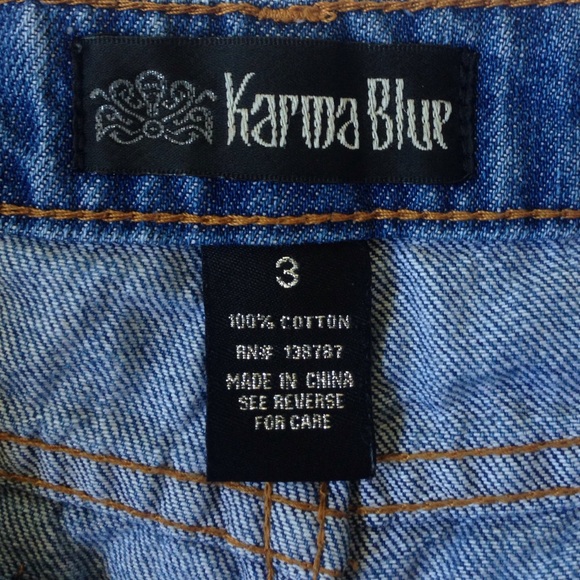 Karma Blue
3
100% COTTON
RN# 138787
MADE IN CHINA
SEE REVERSE
FOR CARE